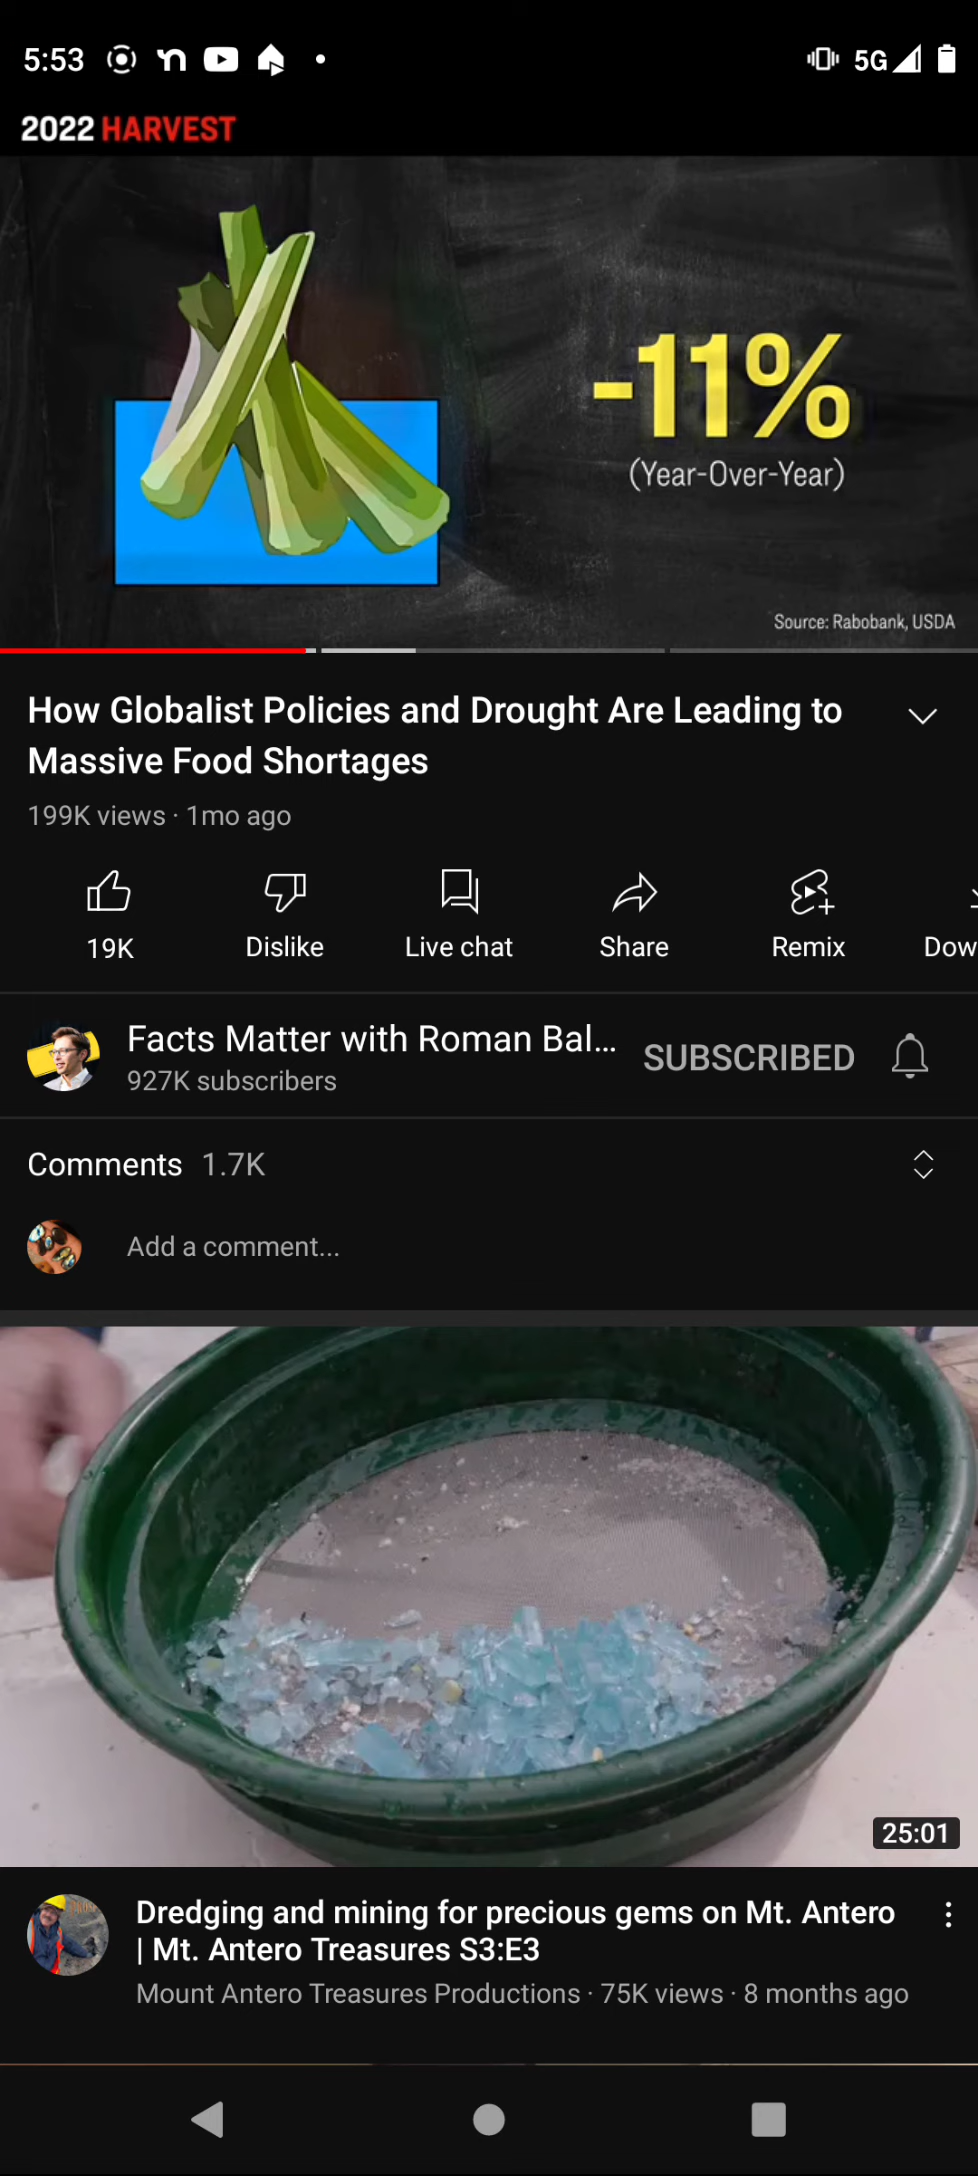 5:53
5G
2022 HARVEST
-11%
(Year-Over-Year)
Source: Rabobank, USDA
How Globalist Policies and Drought Are Leading to
Massive Food Shortages
199K views · 1mo ago
19K
Dislike
Live chat
Share
Remix
Dow
Facts Matter with Roman Bal...
927K subscribers
SUBSCRIBED
Comments 1.7K
Add a comment...
25:01
Dredging and mining for precious gems on Mt. Antero
| Mt. Antero Treasures S3:E3
Mount Antero Treasures Productions · 75K views · 8 months ago